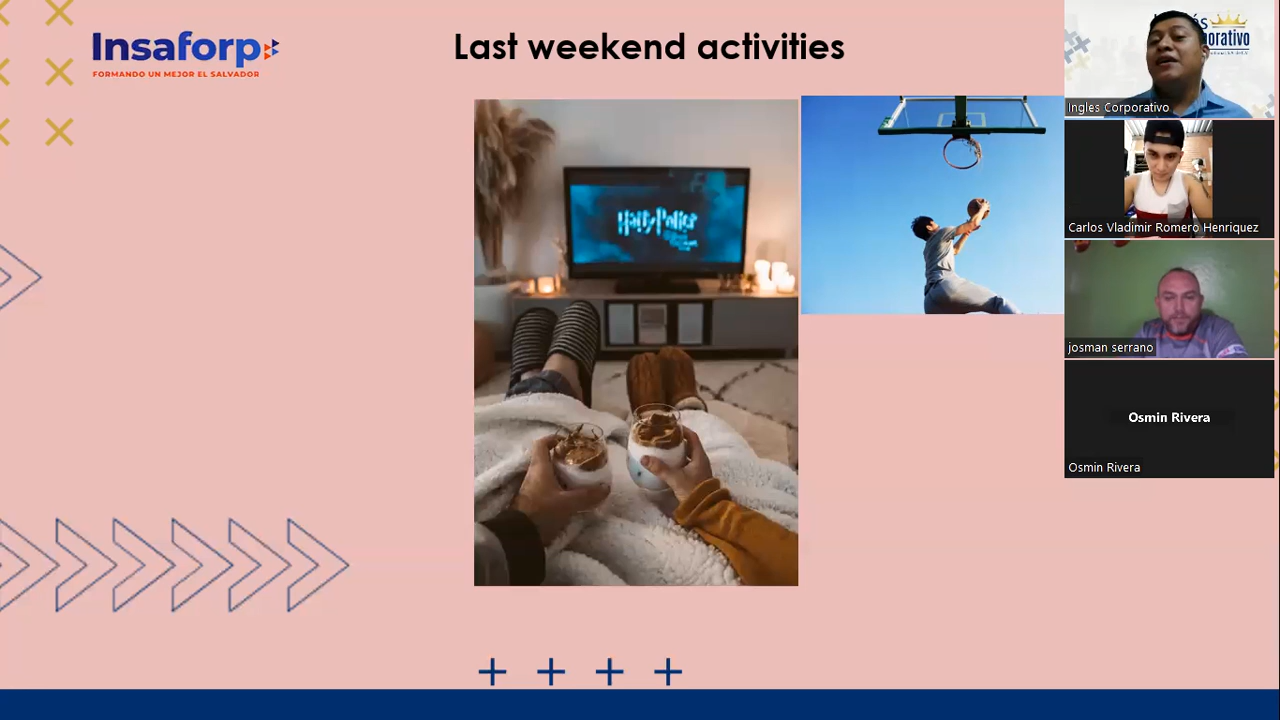 Insaforp
FORMANDO UN MEJOR EL SALVADOR
Last weekend activities
Harry Potter
Ingles Corporativo
Carlos Vladimir Romero Henriquez
josman serrano
Osmin Rivera
Osmin Rivera